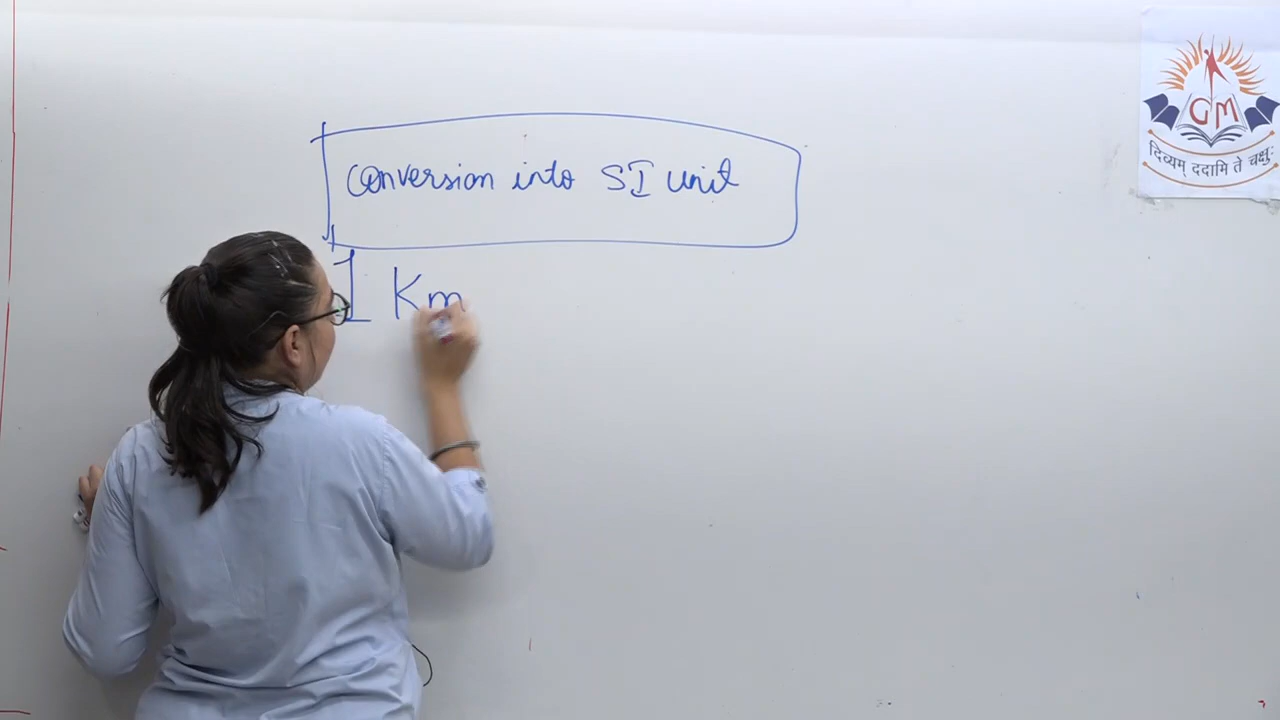 conversion into SI unit
1 Km
GM
दिव्यम् ददामि ते चक्षुः